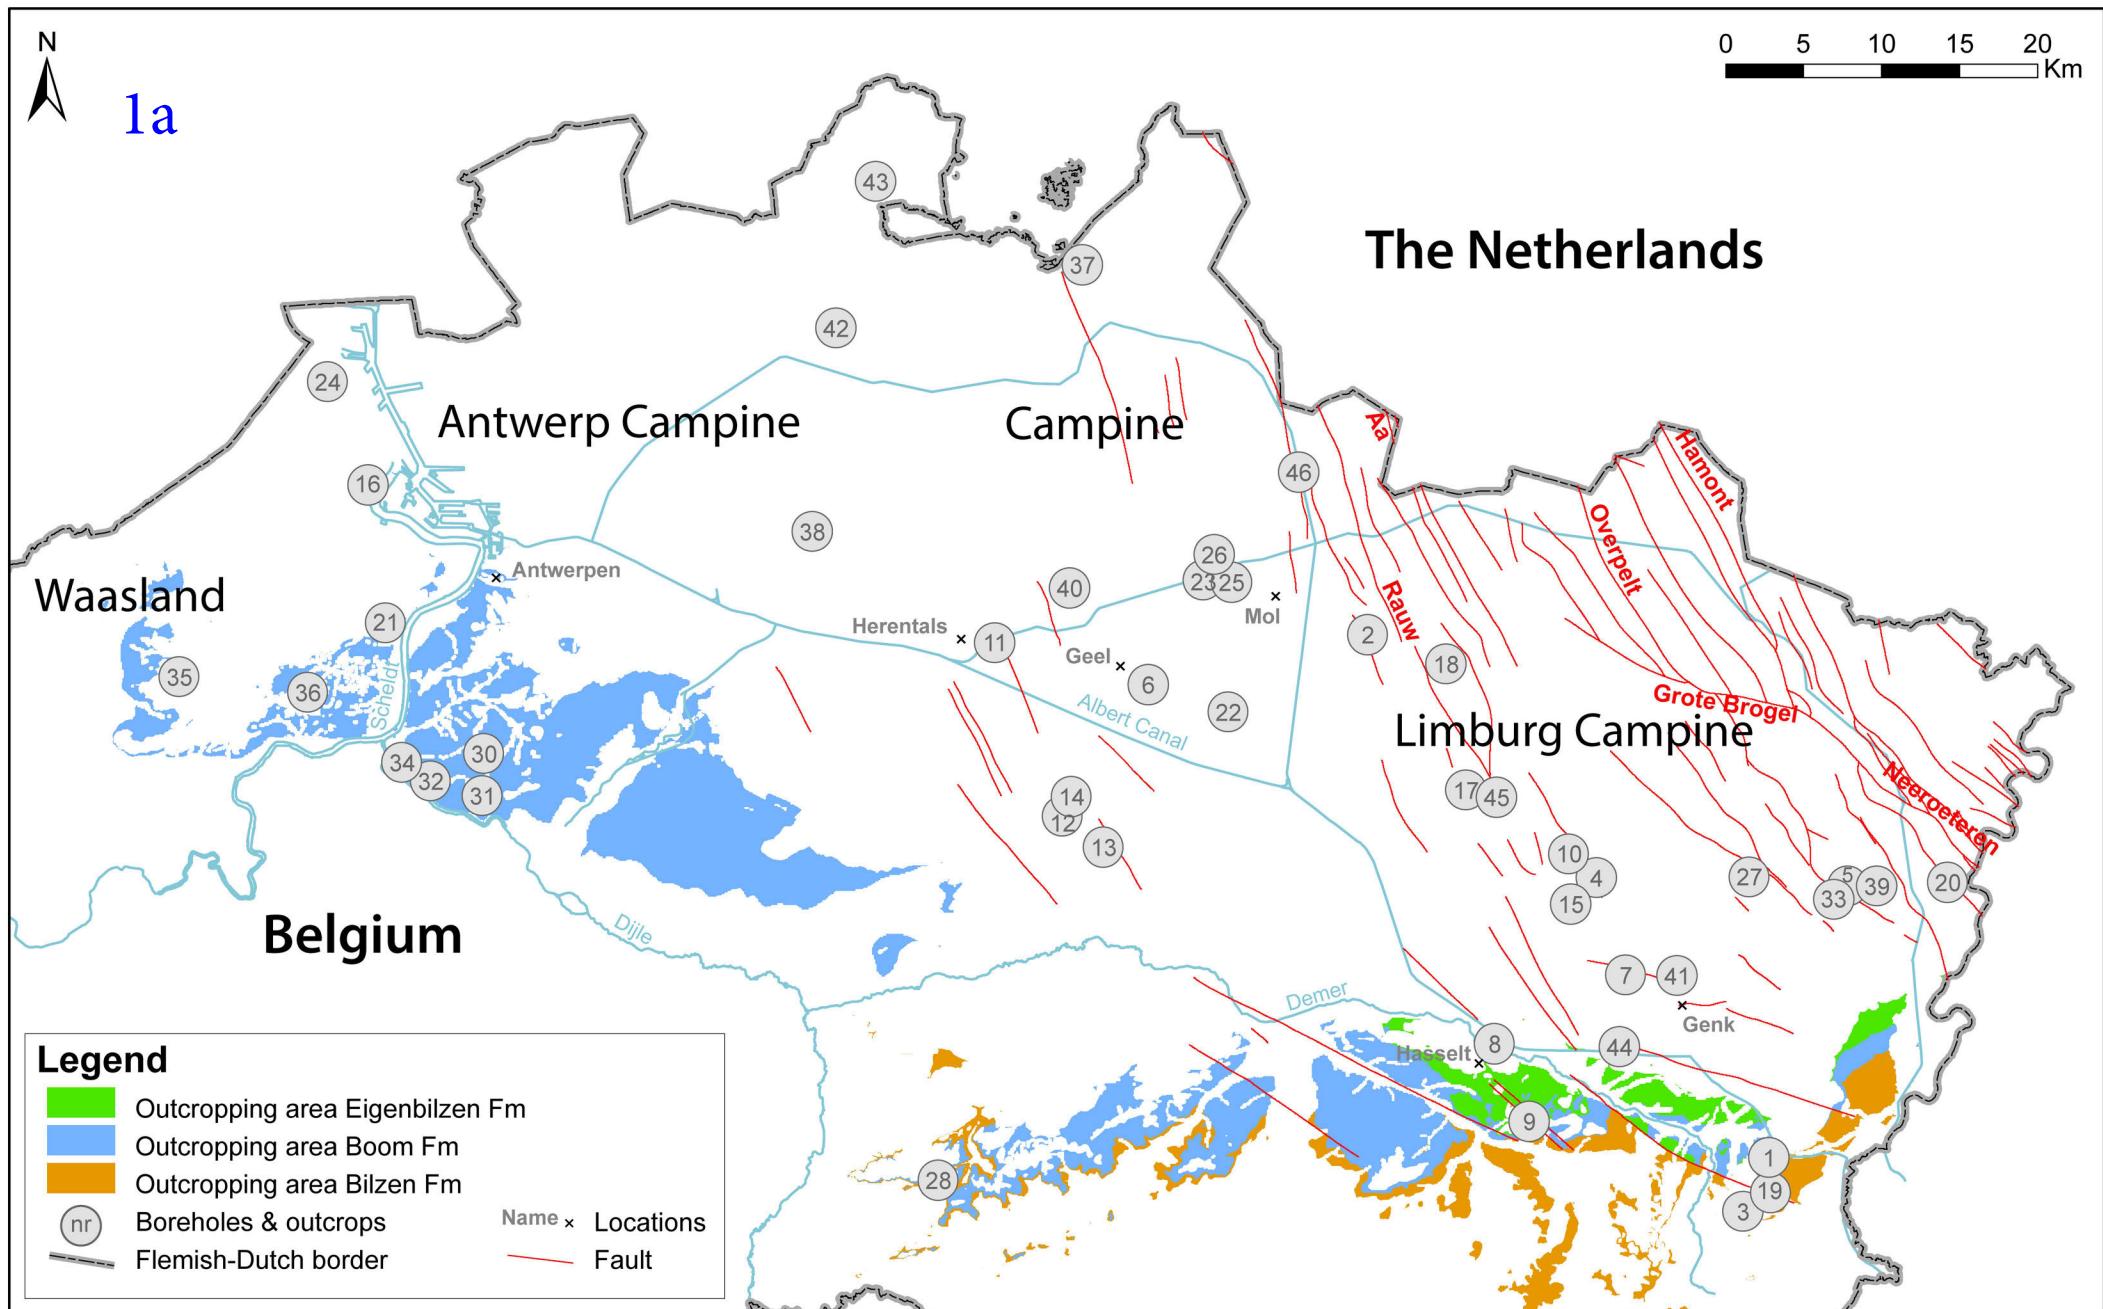 N
1a
0 5 10 15 20
Km
43
The Netherlands
37
42
24
Antwerp Campine
Campine
Aa
Hamont
46
16
Overpelt
38
26
Antwerpen
23 25
40
Waasland
Mol
Rauw
21
Herentals
11
2
Geel
18
35
6
36
Scheldt
Grote Brogel
Albert Canal
22
Limburg Campine
30
34
32
31
17 45
14
12
Neeroeteren
13
10
4
27
5
39
20
33
15
Belgium
Dijle
7
41
Demer
Genk
8
44
Hasselt
9
1
28
19
3
Legend
Outcropping area Eigenbilzen Fm
Outcropping area Boom Fm
Outcropping area Bilzen Fm
nr Boreholes & outcrops
Name Locations
Flemish-Dutch border
Fault